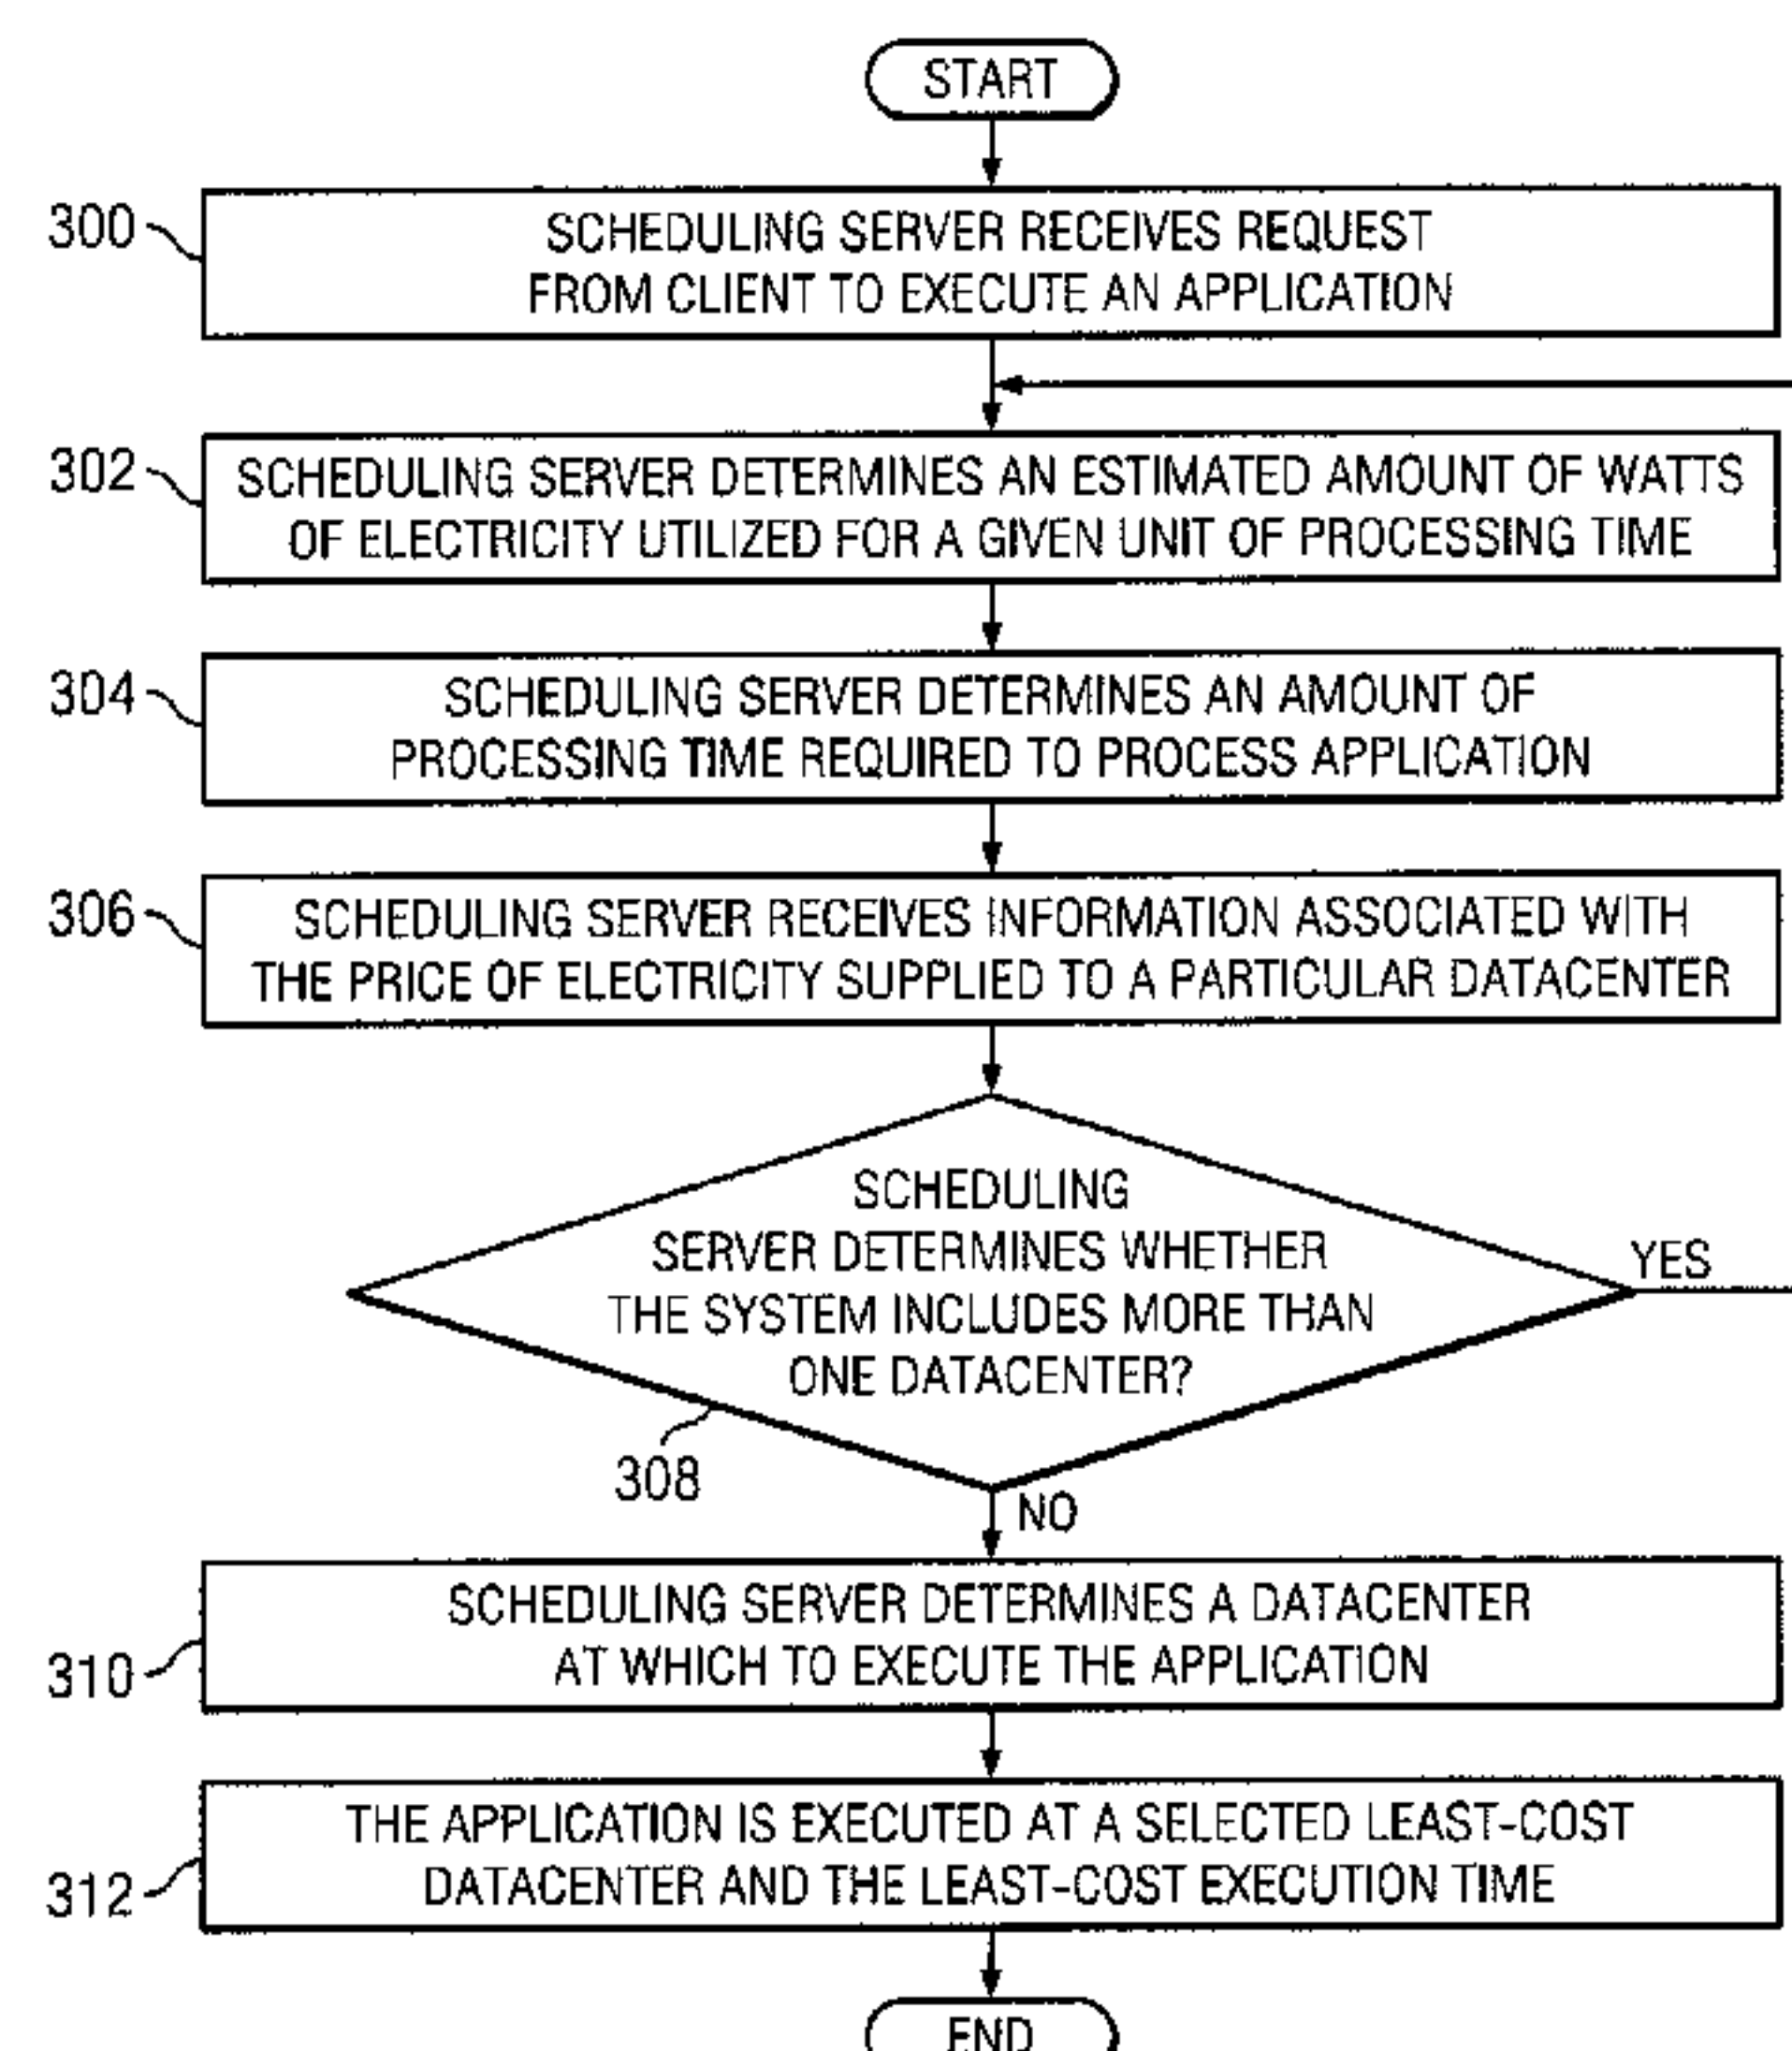 START
300
SCHEDULING SERVER RECEIVES REQUEST
FROM CLIENT TO EXECUTE AN APPLICATION
302
SCHEDULING SERVER DETERMINES AN ESTIMATED AMOUNT OF WATTS
OF ELECTRICITY UTILIZED FOR A GIVEN UNIT OF PROCESSING TIME
304
SCHEDULING SERVER DETERMINES AN AMOUNT OF
PROCESSING TIME REQUIRED TO PROCESS APPLICATION
306
SCHEDULING SERVER RECEIVES INFORMATION ASSOCIATED WITH
THE PRICE OF ELECTRICITY SUPPLIED TO A PARTICULAR DATACENTER
SCHEDULING
SERVER DETERMINES WHETHER
THE SYSTEM INCLUDES MORE THAN
ONE DATACENTER?
YES
308
NO
310
SCHEDULING SERVER DETERMINES A DATACENTER
AT WHICH TO EXECUTE THE APPLICATION
312
THE APPLICATION IS EXECUTED AT A SELECTED LEAST-COST
DATACENTER AND THE LEAST-COST EXECUTION TIME
END